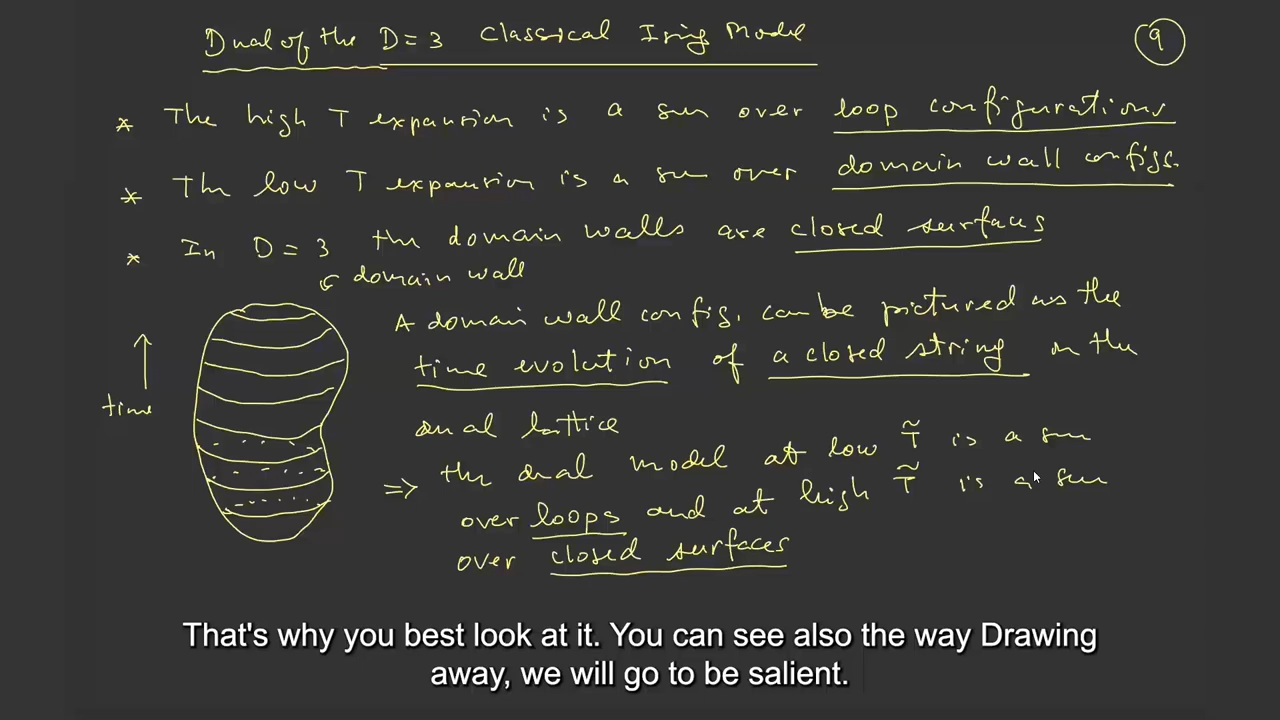 Dual of the D=3 Classical Ising Model
9
* The high T expansion is a sum over loop configurations
* The low T expansion is a sum over domain wall configs.
* In D = 3 the domain walls are closed surfaces
domain wall
A domain wall config. can be pictured as the
time evolution of a closed string on the
time
dual lattice
⇒ the dual model at low T̃ is a sum
over loops and at high T̃ is a sum
over closed surfaces
That's why you best look at it. You can see also the way Drawing
away, we will go to be salient.